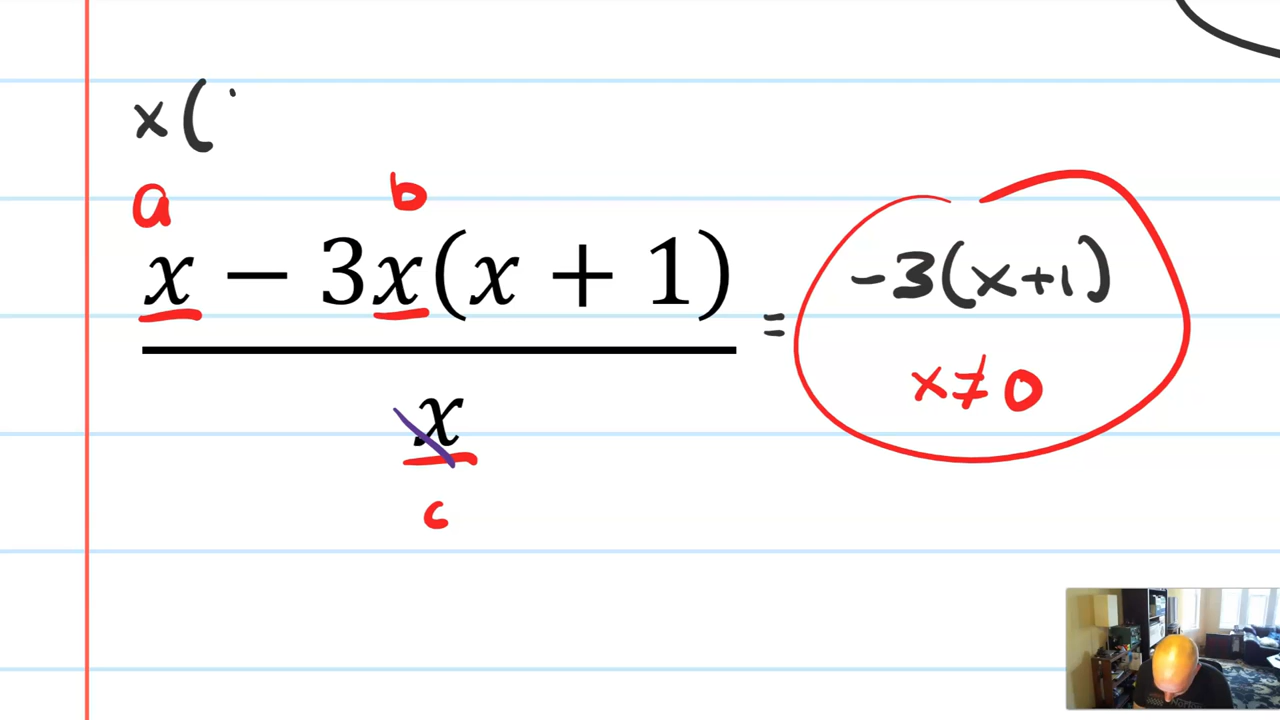 x(
a b
x − 3x(x + 1)
x
c
= -3(x+1)
x≠0